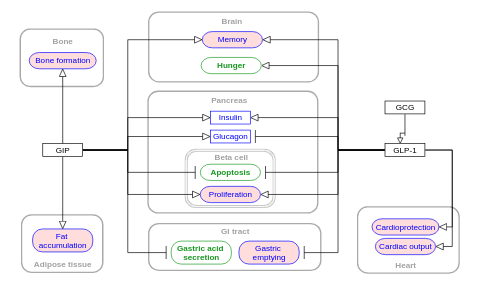 Brain
Memory
Hunger
Bone
Bone formation
Pancreas
Insulin
Glucagon
Beta cell
Apoptosis
Proliferation
GCG
GIP
GLP-1
Fat
accumulation
Adipose tissue
GI tract
Gastric acid
secretion
Gastric
emptying
Cardioprotection
Cardiac output
Heart